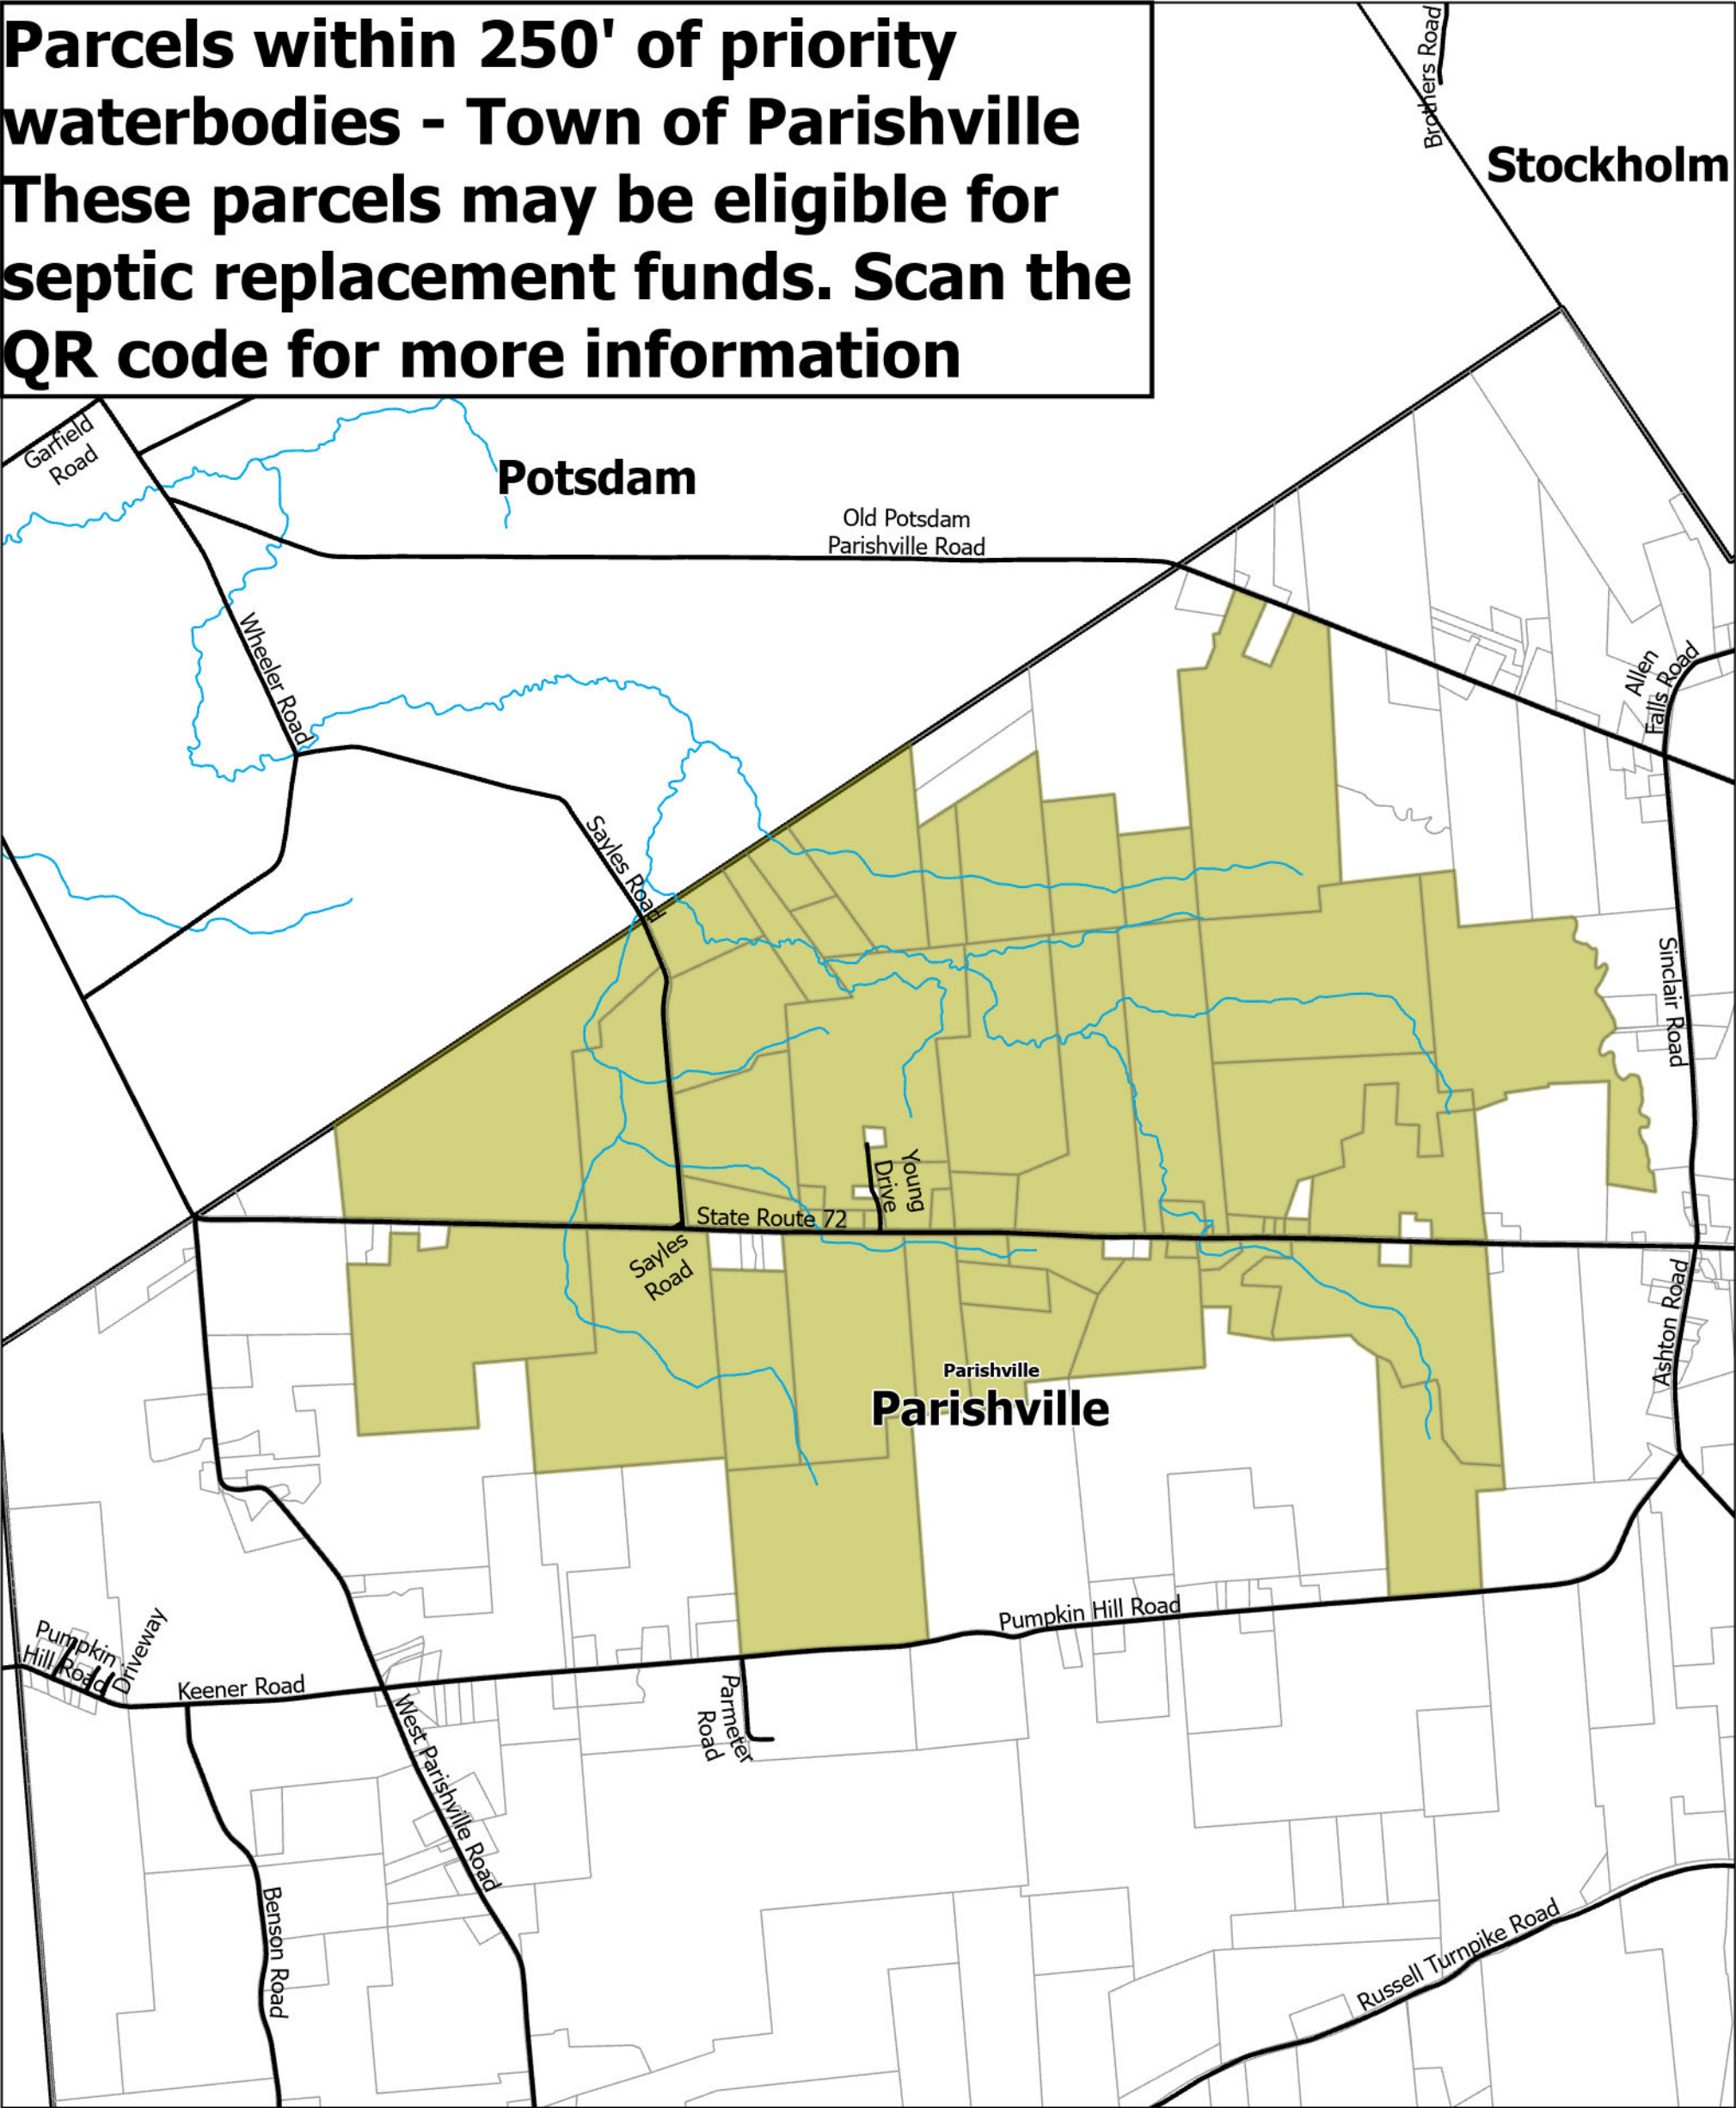 Parcels within 250' of priority
waterbodies - Town of Parishville
These parcels may be eligible for
septic replacement funds. Scan the
QR code for more information
Brothers Road
Stockholm
Garfield
Road
Potsdam
Old Potsdam
Parishville Road
Wheeler Road
Allen
Falls Road
Sayles Road
Sinclair Road
Young
Drive
State Route 72
Sayles
Road
Ashton Road
Parishville
Parishville
Pumpkin Hill Road
Pumpkin
Hill Road
Driveway
Keener Road
Parmeter
Road
West Parishville Road
Benson Road
Russell Turnpike Road